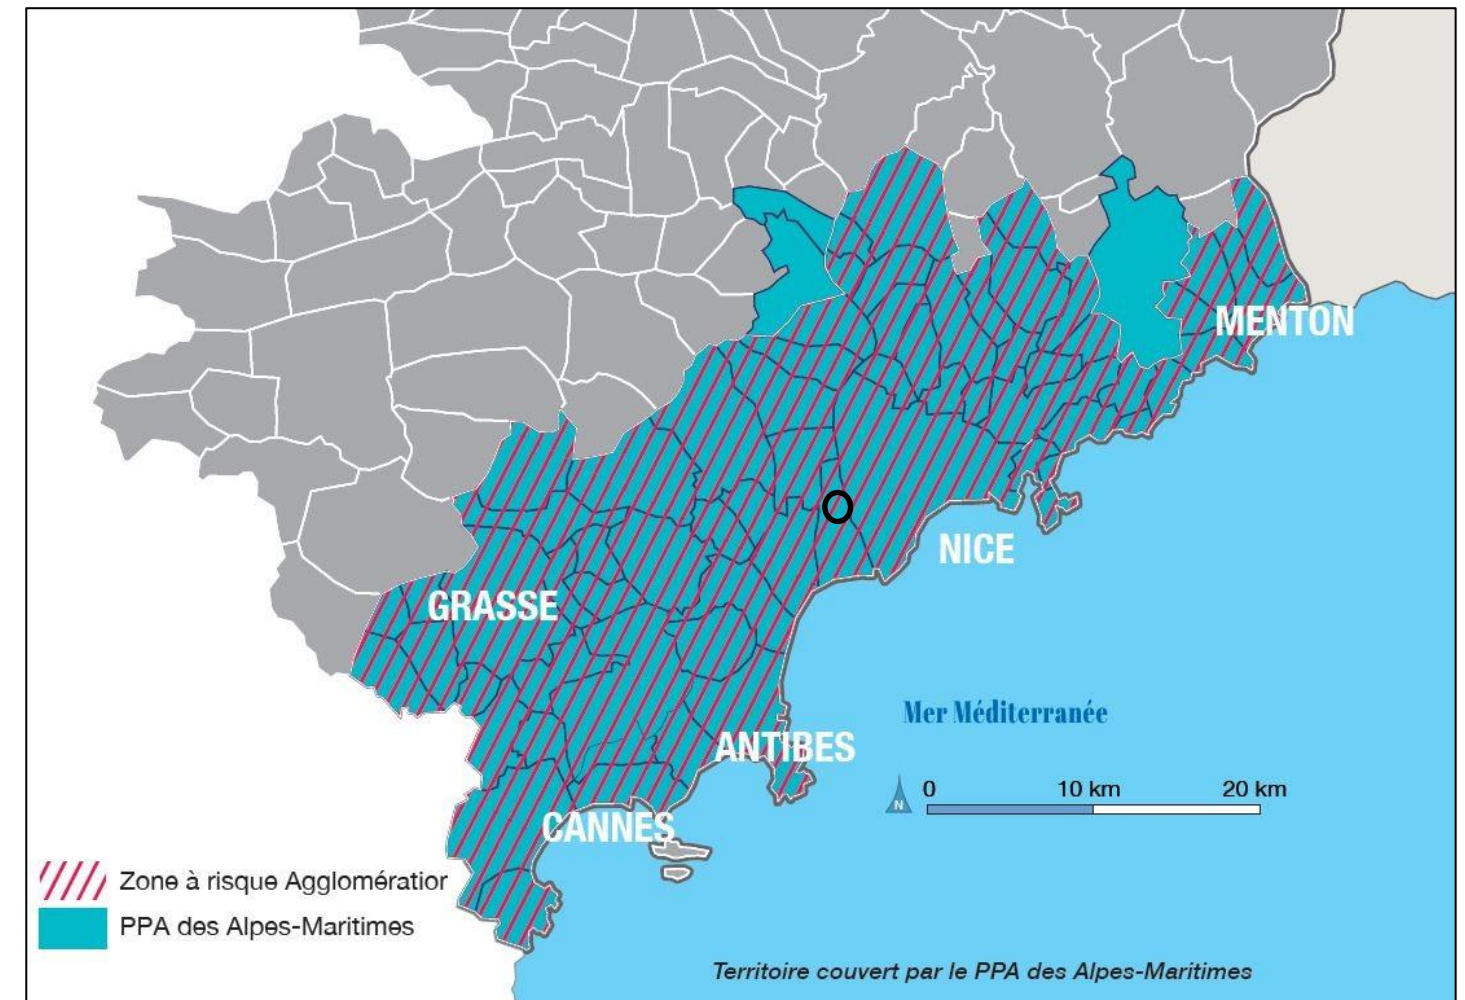 MENTON
NICE
GRASSE
Mer Méditerranée
ANTIBES
0 10 km 20 km
N
CANNES
Zone à risque Agglomératior
PPA des Alpes-Maritimes
Territoire couvert par le PPA des Alpes-Maritimes